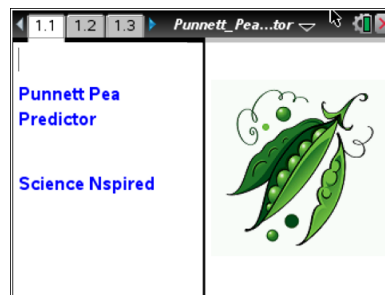 1.1 1.2 1.3 Punnett_Pea...tor
Punnett Pea
Predictor
Science Nspired